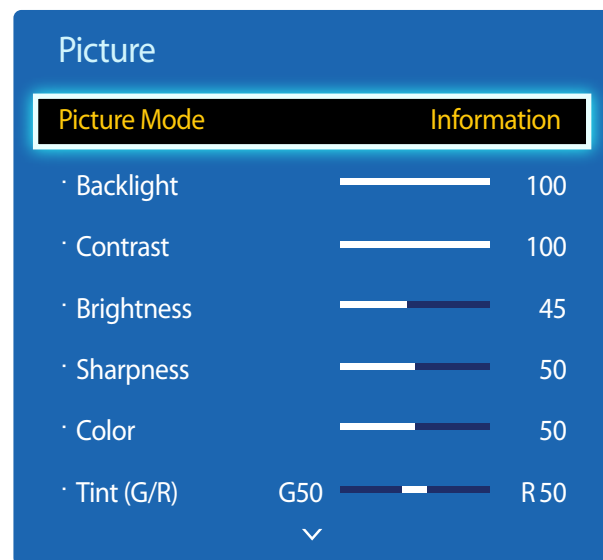 Picture
Picture Mode Information
· Backlight 100
· Contrast 100
· Brightness 45
· Sharpness 50
· Color 50
· Tint (G/R) G50 R50